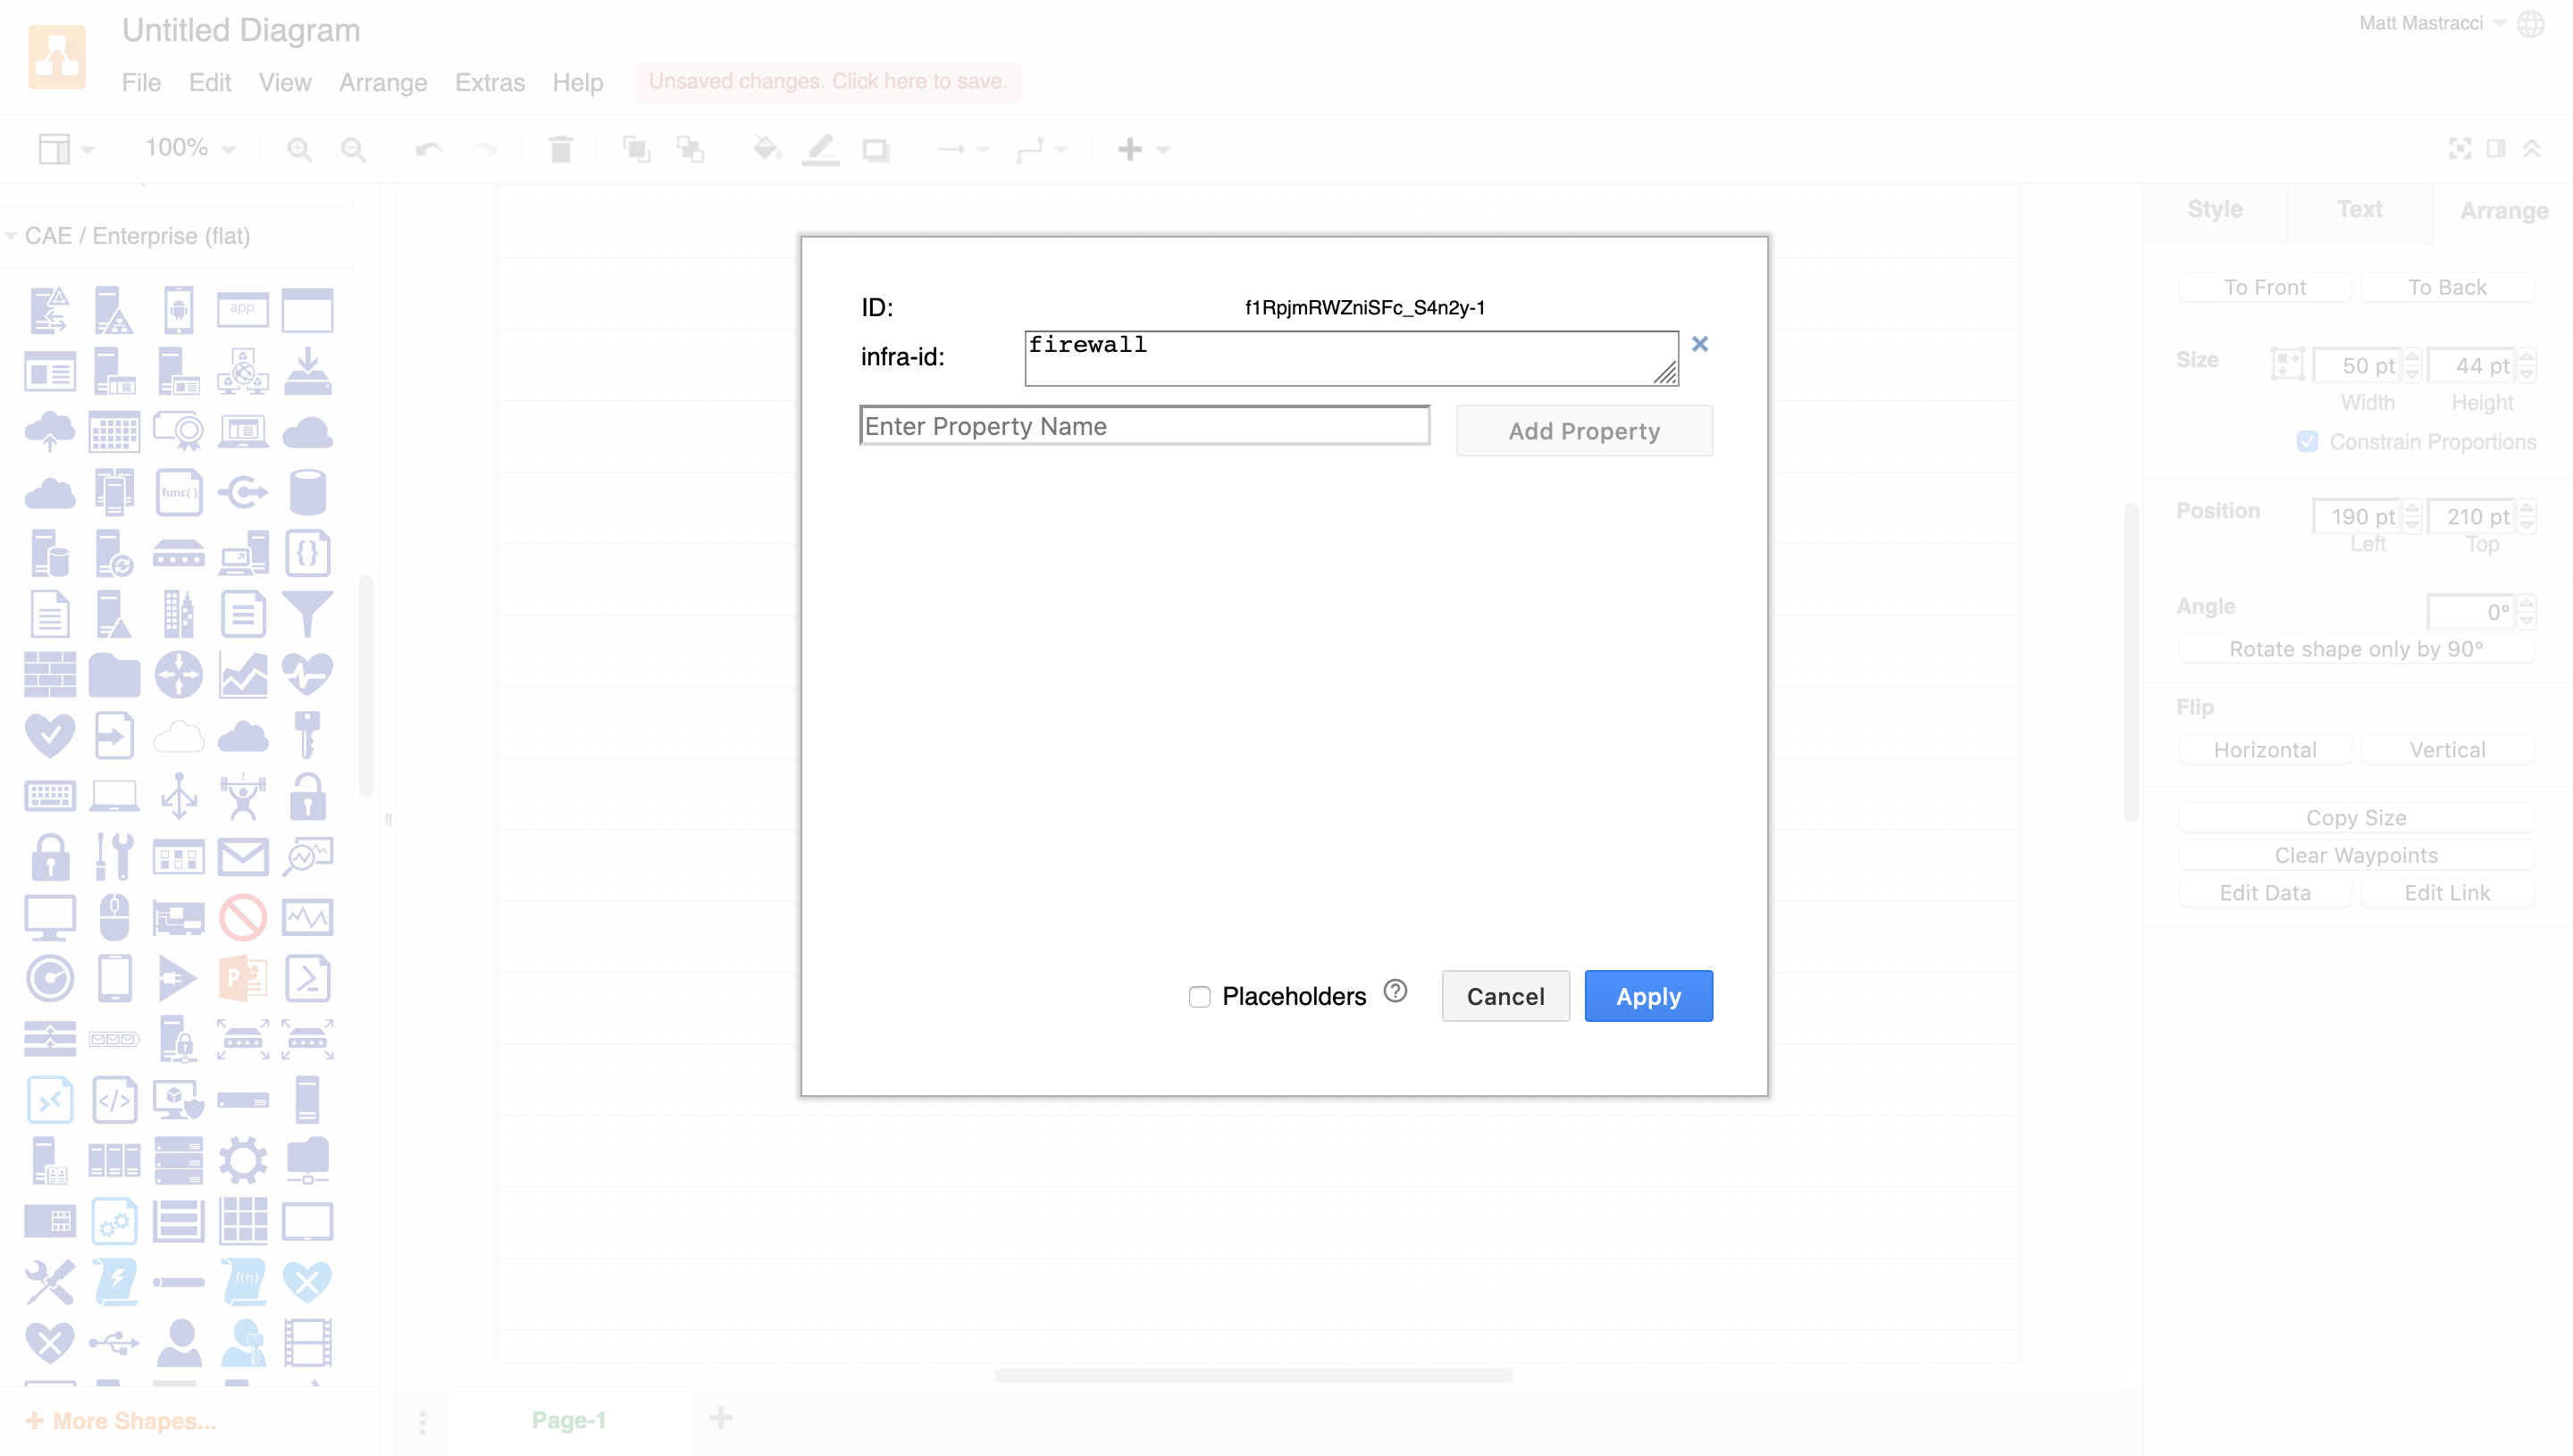 Untitled Diagram
Matt Mastracci
File Edit View Arrange Extras Help
Unsaved changes. Click here to save.
100%
CAE / Enterprise (flat)
app
func( )
{}
P
</>
f(n)
+ More Shapes...
Page-1
ID: f1RpjmRWZniSFc_S4n2y-1
infra-id: firewall
Enter Property Name
Add Property
Placeholders
?
Cancel
Apply
Style Text Arrange
To Front To Back
Size 50 pt 44 pt
Width Height
Constrain Proportions
Position 190 pt 210 pt
Left Top
Angle 0°
Rotate shape only by 90°
Flip
Horizontal Vertical
Copy Size
Clear Waypoints
Edit Data Edit Link